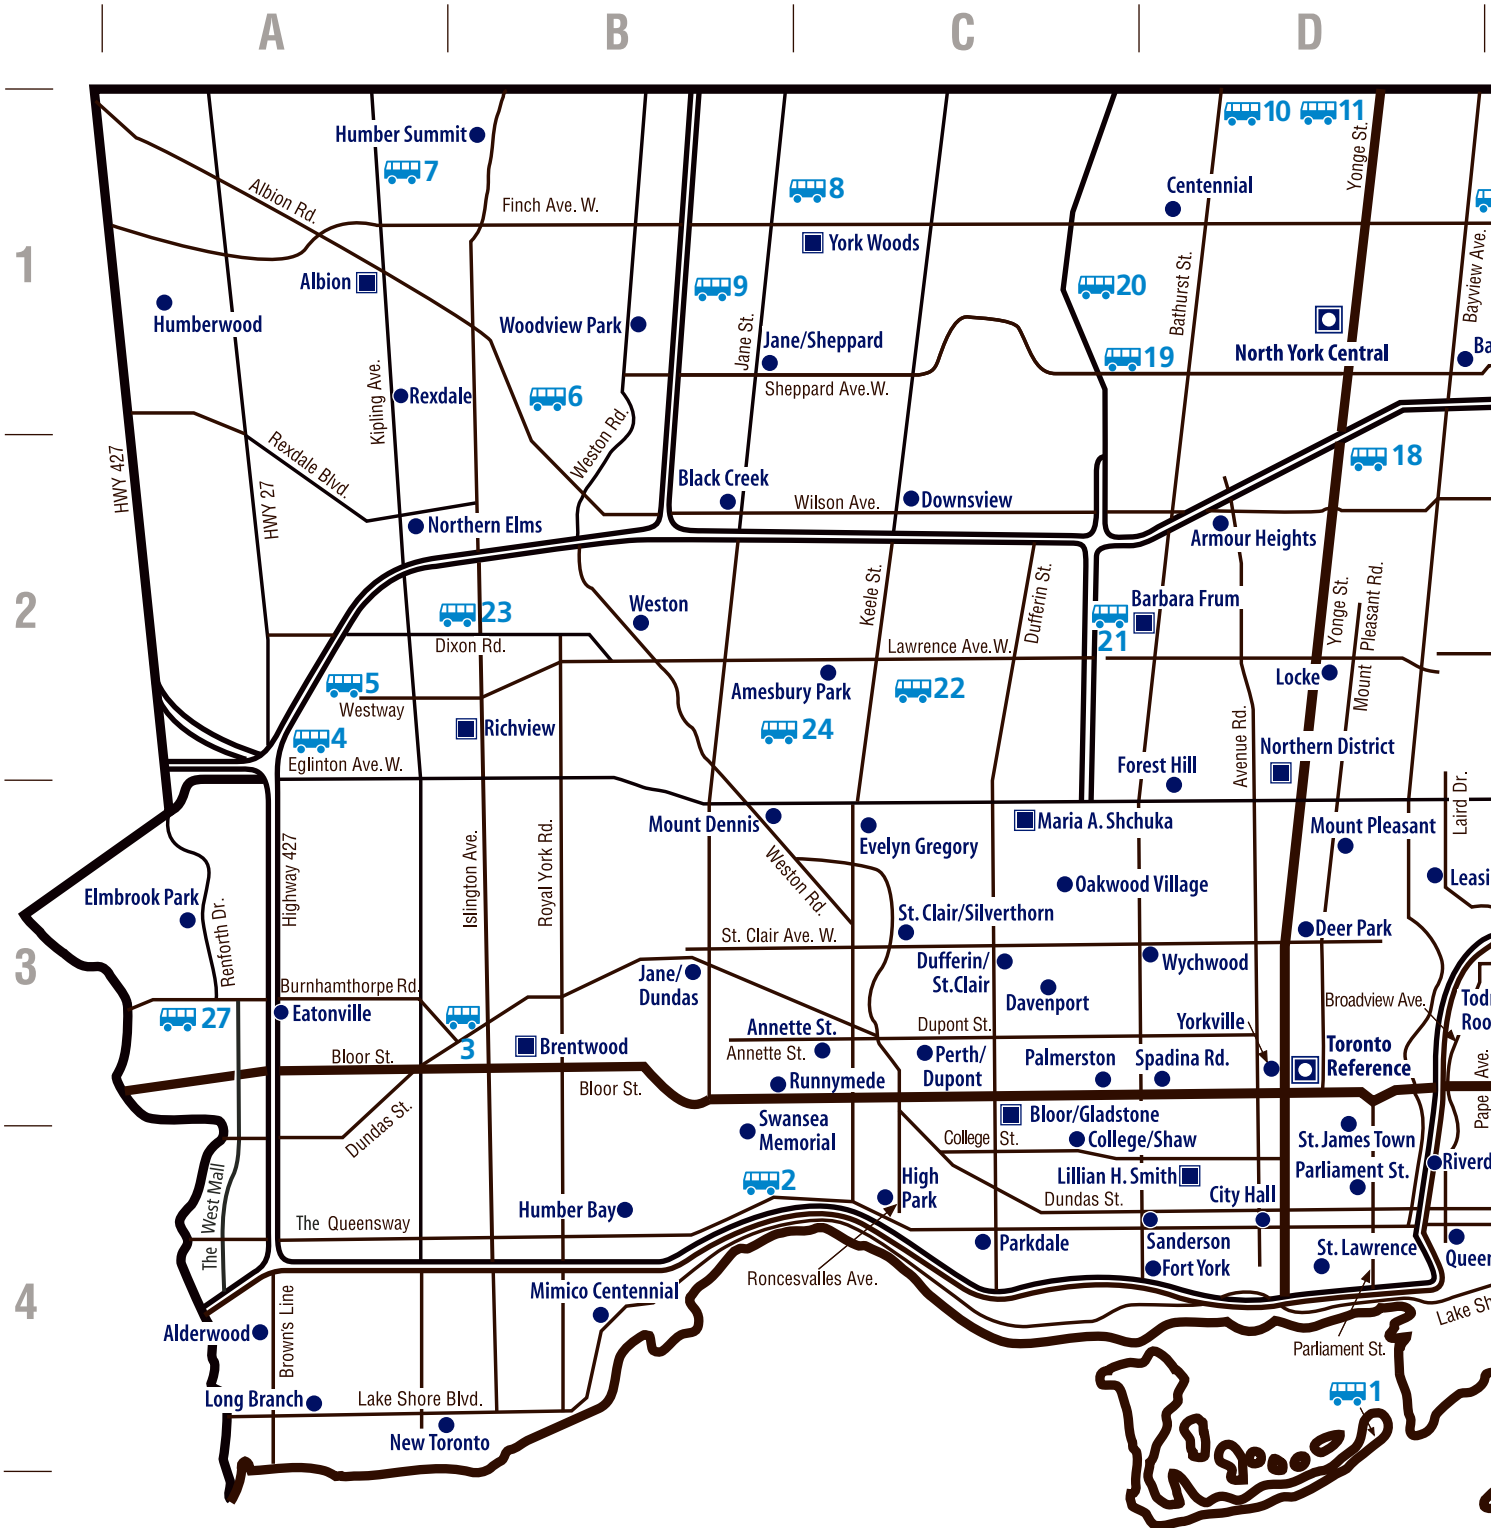 A
B
C
D
1
2
3
4
10
11
Humber Summit
7
Yonge St.
8
Centennial
Albion Rd.
Finch Ave. W.
York Woods
Albion
9
20
Bathurst St.
Bayview Ave.
Humberwood
Woodview Park
Jane St.
Jane/Sheppard
19
North York Central
Ba
Kipling Ave.
Rexdale
6
Sheppard Ave.W.
Weston Rd.
HWY 427
Rexdale Blvd.
HWY 27
18
Black Creek
Wilson Ave.
Downsview
Northern Elms
Armour Heights
Keele St.
Dufferin St.
23
Weston
21
Barbara Frum
Yonge St.
Mount Pleasant Rd.
Dixon Rd.
Lawrence Ave.W.
5
Westway
Amesbury Park
22
Locke
Richview
24
Avenue Rd.
4
Eglinton Ave.W.
Forest Hill
Northern District
Laird Dr.
Mount Dennis
Evelyn Gregory
Maria A. Shchuka
Mount Pleasant
Highway 427
Islington Ave.
Royal York Rd.
Weston Rd.
Elmbrook Park
Oakwood Village
Leasi
Renforth Dr.
St. Clair/Silverthorn
St. Clair Ave. W.
Deer Park
Jane/
Dundas
Dufferin/
St.Clair
Wychwood
Burnhamthorpe Rd.
Davenport
Broadview Ave.
Todr
Roo
27
Eatonville
3
Annette St.
Dupont St.
Yorkville
Bloor St.
Brentwood
Annette St.
Perth/
Dupont
Palmerston
Spadina Rd.
Toronto
Reference
Pape Ave.
Bloor St.
Runnymede
Dundas St.
Swansea
Memorial
Bloor/Gladstone
College St.
College/Shaw
St. James Town
The West Mall
2
High
Park
Lillian H. Smith
Parliament St.
Riverd
Dundas St.
City Hall
The Queensway
Humber Bay
Parkdale
Sanderson
St. Lawrence
Queen
Roncesvalles Ave.
Fort York
Brown's Line
Mimico Centennial
Lake Sh
Alderwood
Parliament St.
Long Branch
Lake Shore Blvd.
1
New Toronto